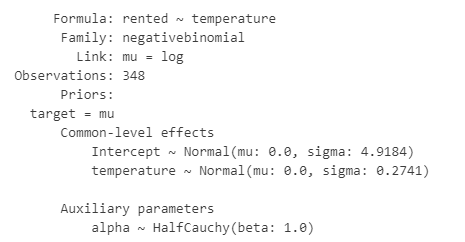 Formula: rented ~ temperature
Family: negativebinomial
Link: mu = log
Observations: 348
Priors:
target = mu
Common-level effects
Intercept ~ Normal(mu: 0.0, sigma: 4.9184)
temperature ~ Normal(mu: 0.0, sigma: 0.2741)
Auxiliary parameters
alpha ~ HalfCauchy(beta: 1.0)